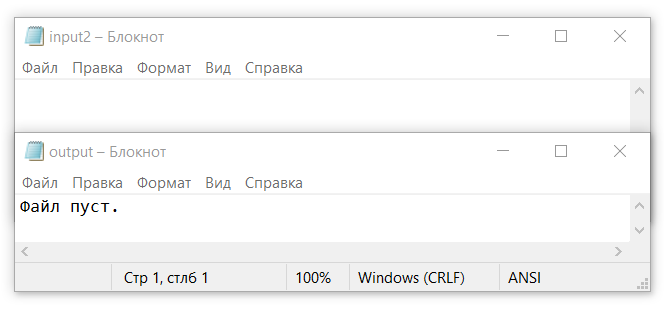 input2 – Блокнот
Файл Правка Формат Вид Справка
output – Блокнот
Файл Правка Формат Вид Справка
Файл пуст.
Стр 1, стлб 1 100% Windows (CRLF) ANSI